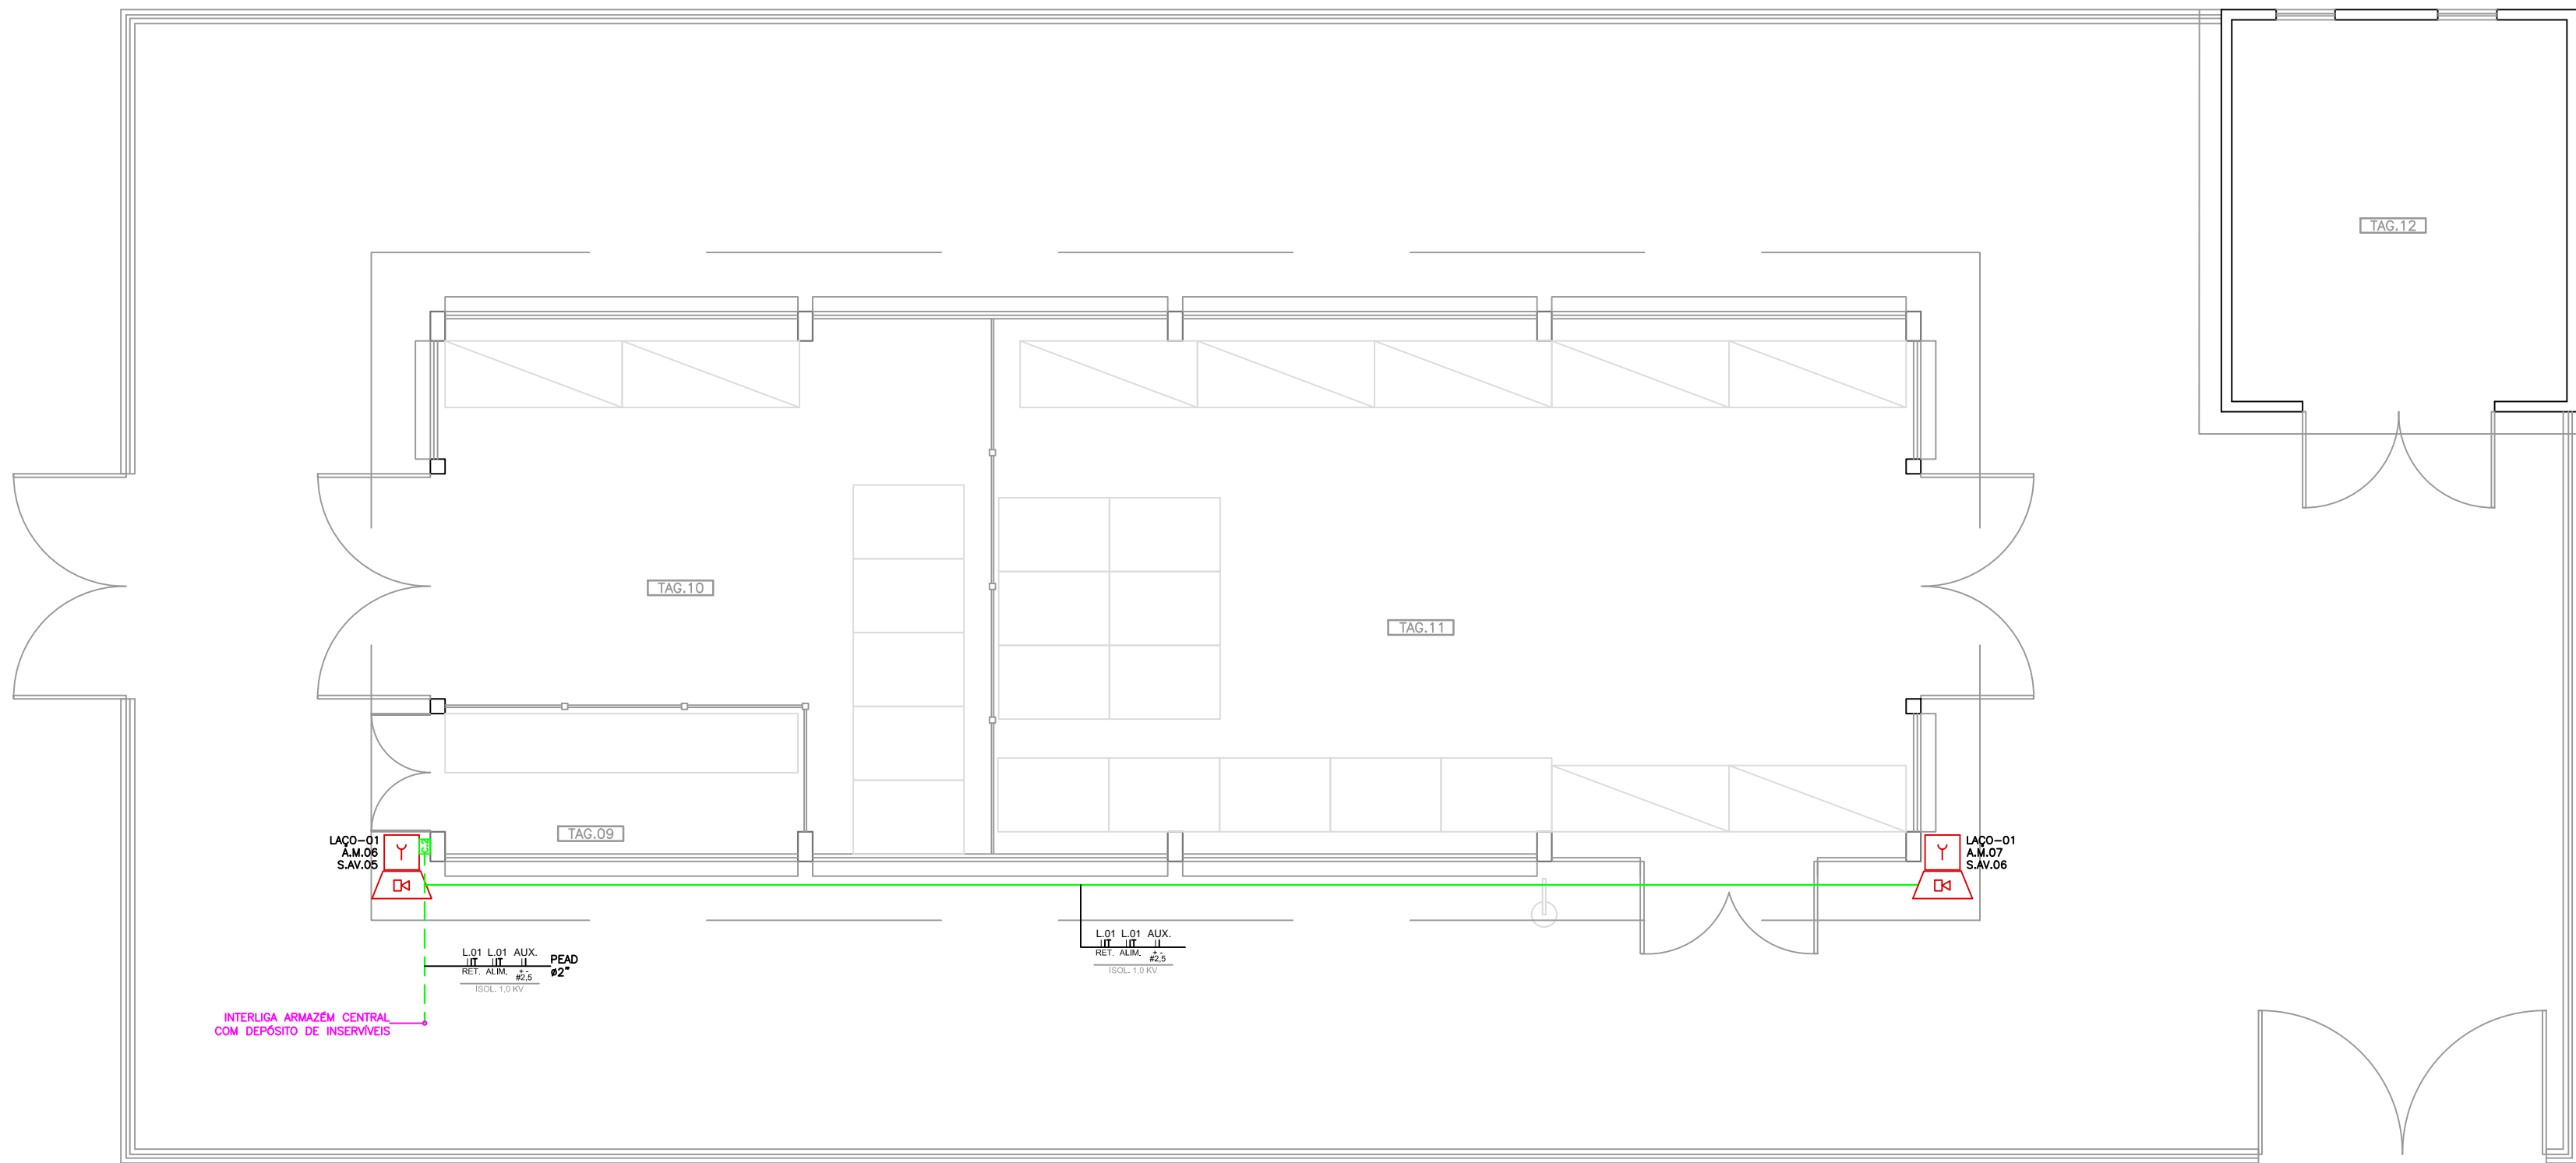 TAG.12
TAG.10
TAG.11
TAG.09
LAÇO-01
A.M.06
S.AV.05
C.2
LAÇO-01
A.M.07
S.AV.06
L.01 L.01 AUX.
RET. ALIM. + -
#2,5
ISOL. 1,0 KV
L.01 L.01 AUX.
RET. ALIM. + -
#2,5
ISOL. 1,0 KV
PEAD
ø2"
INTERLIGA ARMAZÉM CENTRAL
COM DEPÓSITO DE INSERVÍVEIS